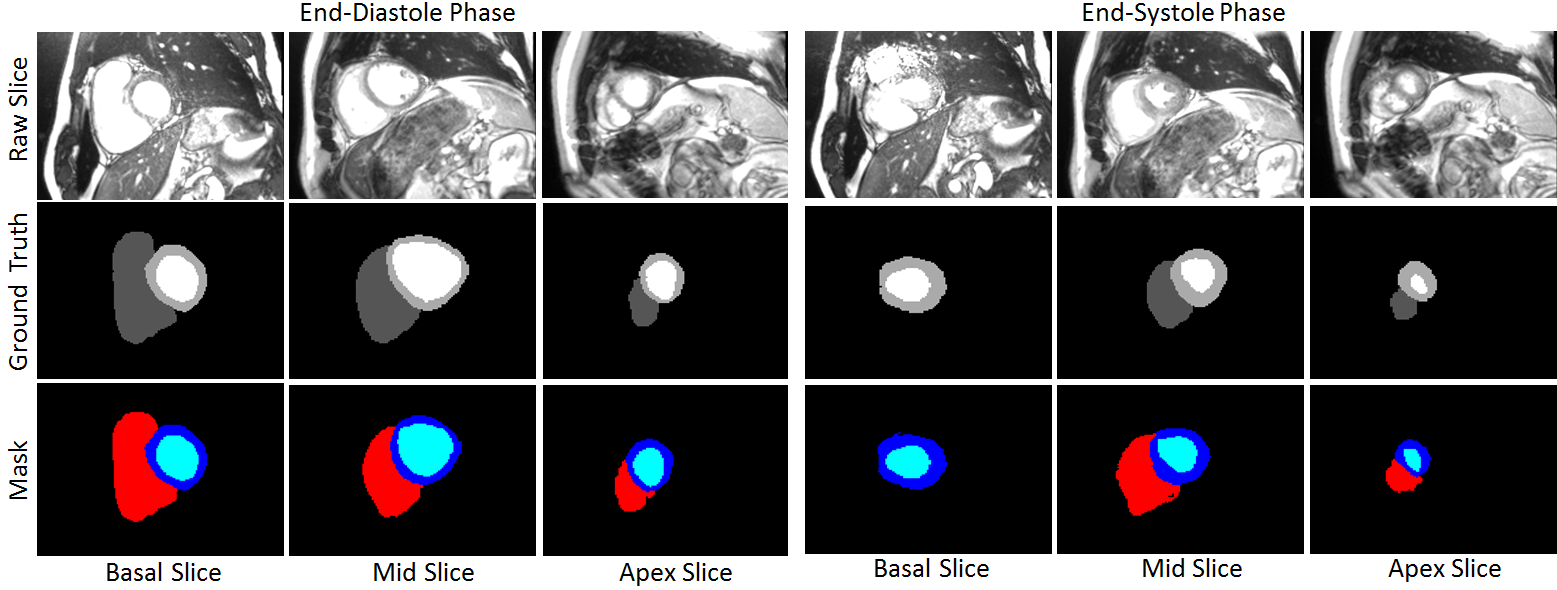 End-Diastole Phase
End-Systole Phase
Raw Slice
Ground Truth
Mask
Basal Slice
Mid Slice
Apex Slice
Basal Slice
Mid Slice
Apex Slice